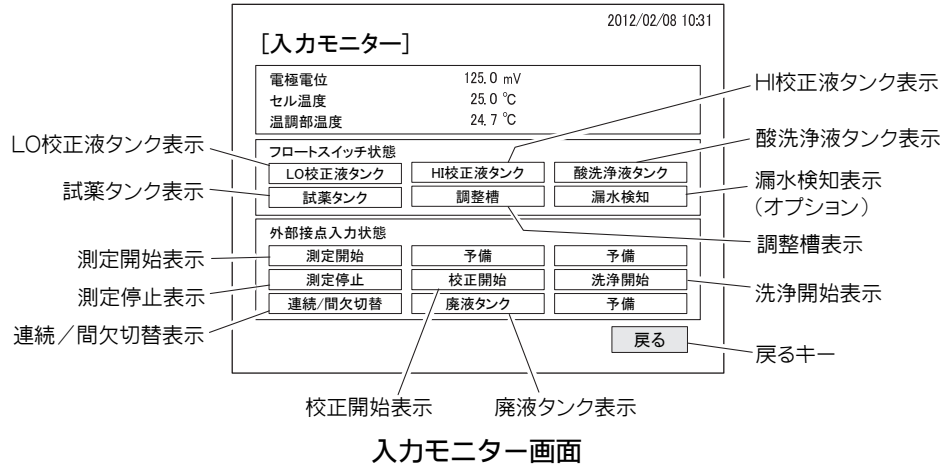 2012/02/08 10:31
[入力モニター]
電極電位 125.0 mV
セル温度 25.0 ℃
温調部温度 24.7 ℃
HI校正液タンク表示
酸洗浄液タンク表示
LO校正液タンク表示
フロートスイッチ状態
LO校正液タンク HI校正液タンク 酸洗浄液タンク
試薬タンク 調整槽 漏水検知
試薬タンク表示
漏水検知表示
(オプション)
調整槽表示
外部接点入力状態
測定開始 予備 予備
測定停止 校正開始 洗浄開始
連続/間欠切替 廃液タンク 予備
測定開始表示
測定停止表示
洗浄開始表示
連続/間欠切替表示
戻る
戻るキー
校正開始表示 廃液タンク表示
入力モニター画面